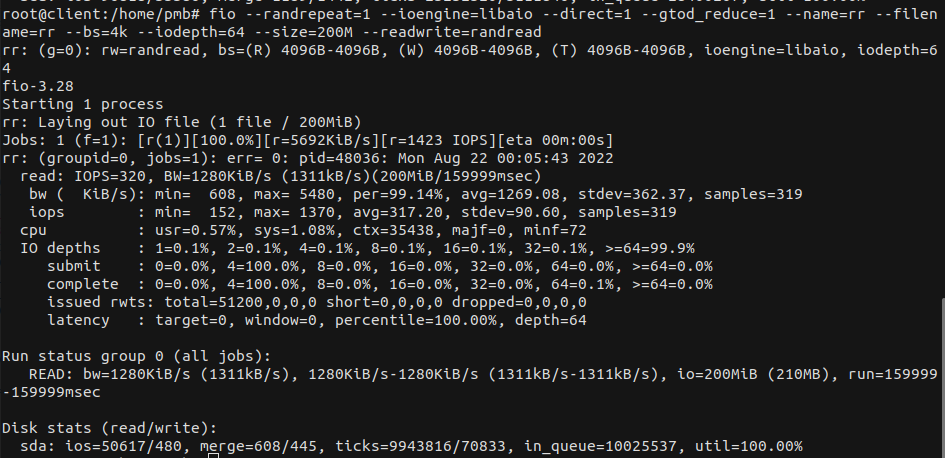 root@client:/home/pmb# fio --randrepeat=1 --ioengine=libaio --direct=1 --gtod_reduce=1 --name=rr --filen
ame=rr --bs=4k --iodepth=64 --size=200M --readwrite=randread
rr: (g=0): rw=randread, bs=(R) 4096B-4096B, (W) 4096B-4096B, (T) 4096B-4096B, ioengine=libaio, iodepth=6
4
fio-3.28
Starting 1 process
rr: Laying out IO file (1 file / 200MiB)
Jobs: 1 (f=1): [r(1)][100.0%][r=5692KiB/s][r=1423 IOPS][eta 00m:00s]
rr: (groupid=0, jobs=1): err= 0: pid=48036: Mon Aug 22 00:05:43 2022
  read: IOPS=320, BW=1280KiB/s (1311kB/s)(200MiB/159999msec)
   bw (  KiB/s): min=  608, max= 5480, per=99.14%, avg=1269.08, stdev=362.37, samples=319
   iops        : min=  152, max= 1370, avg=317.20, stdev=90.60, samples=319
  cpu          : usr=0.57%, sys=1.08%, ctx=35438, majf=0, minf=72
  IO depths    : 1=0.1%, 2=0.1%, 4=0.1%, 8=0.1%, 16=0.1%, 32=0.1%, >=64=99.9%
     submit    : 0=0.0%, 4=100.0%, 8=0.0%, 16=0.0%, 32=0.0%, 64=0.0%, >=64=0.0%
     complete  : 0=0.0%, 4=100.0%, 8=0.0%, 16=0.0%, 32=0.0%, 64=0.1%, >=64=0.0%
     issued rwts: total=51200,0,0,0 short=0,0,0,0 dropped=0,0,0,0
     latency   : target=0, window=0, percentile=100.00%, depth=64

Run status group 0 (all jobs):
   READ: bw=1280KiB/s (1311kB/s), 1280KiB/s-1280KiB/s (1311kB/s-1311kB/s), io=200MiB (210MB), run=159999
-159999msec

Disk stats (read/write):
  sda: ios=50617/480, merge=608/445, ticks=9943816/70833, in_queue=10025537, util=100.00%